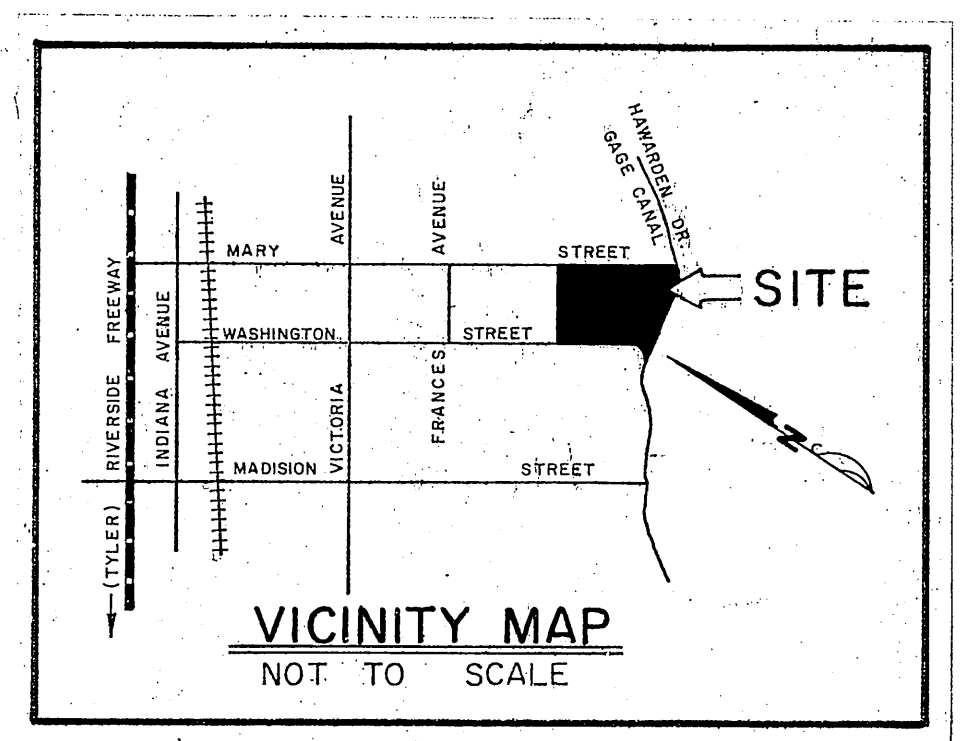 HAWARDEN DR.
GAGE CANAL
MARY STREET
SITE
WASHINGTON STREET
MADISION STREET
RIVERSIDE FREEWAY
(TYLER)
INDIANA AVENUE
VICTORIA AVENUE
FRANCES AVENUE
N
VICINITY MAP
NOT TO SCALE